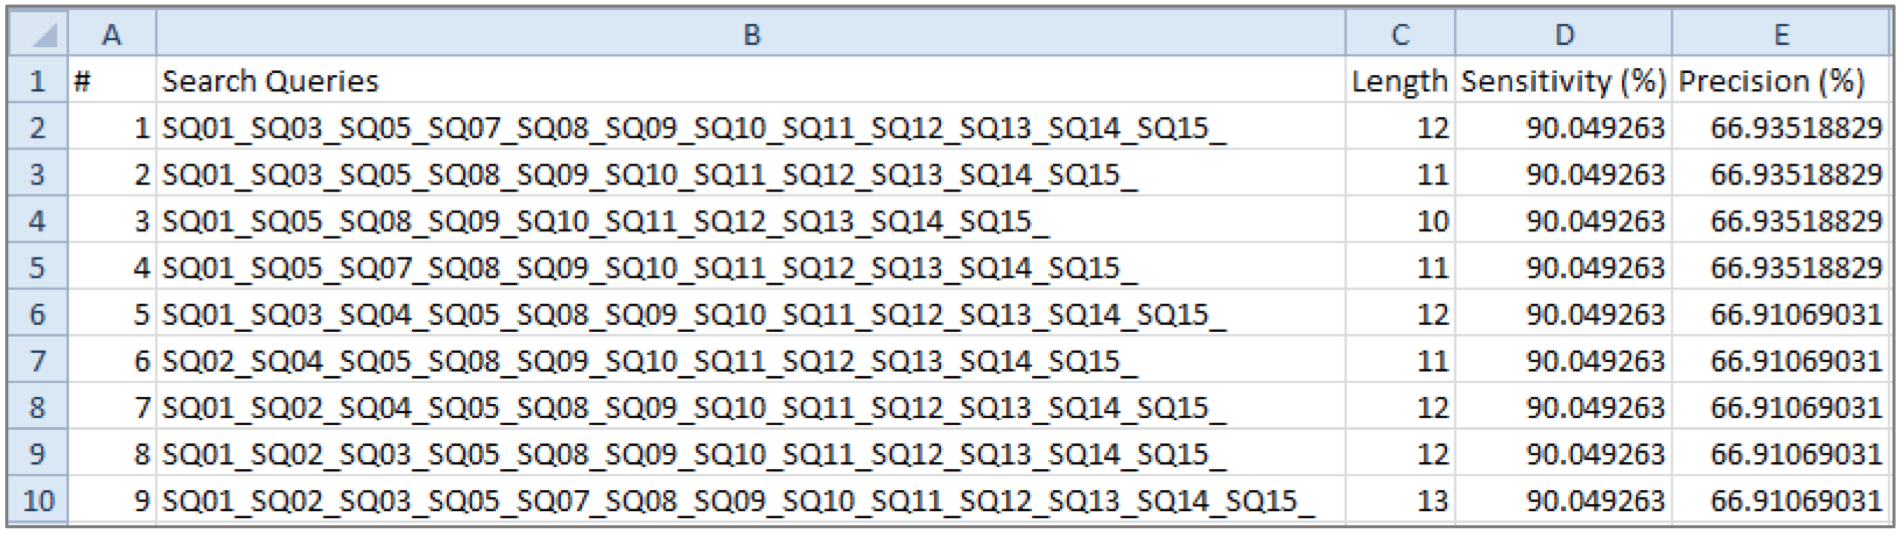 A B C D E
1 # Search Queries Length Sensitivity (%) Precision (%)
2 1 SQ01_SQ03_SQ05_SQ07_SQ08_SQ09_SQ10_SQ11_SQ12_SQ13_SQ14_SQ15_ 12 90.049263 66.93518829
3 2 SQ01_SQ03_SQ05_SQ08_SQ09_SQ10_SQ11_SQ12_SQ13_SQ14_SQ15_ 11 90.049263 66.93518829
4 3 SQ01_SQ05_SQ08_SQ09_SQ10_SQ11_SQ12_SQ13_SQ14_SQ15_ 10 90.049263 66.93518829
5 4 SQ01_SQ05_SQ07_SQ08_SQ09_SQ10_SQ11_SQ12_SQ13_SQ14_SQ15_ 11 90.049263 66.93518829
6 5 SQ01_SQ03_SQ04_SQ05_SQ08_SQ09_SQ10_SQ11_SQ12_SQ13_SQ14_SQ15_ 12 90.049263 66.91069031
7 6 SQ02_SQ04_SQ05_SQ08_SQ09_SQ10_SQ11_SQ12_SQ13_SQ14_SQ15_ 11 90.049263 66.91069031
8 7 SQ01_SQ02_SQ04_SQ05_SQ08_SQ09_SQ10_SQ11_SQ12_SQ13_SQ14_SQ15_ 12 90.049263 66.91069031
9 8 SQ01_SQ02_SQ03_SQ05_SQ08_SQ09_SQ10_SQ11_SQ12_SQ13_SQ14_SQ15_ 12 90.049263 66.91069031
10 9 SQ01_SQ02_SQ03_SQ05_SQ07_SQ08_SQ09_SQ10_SQ11_SQ12_SQ13_SQ14_SQ15_ 13 90.049263 66.91069031